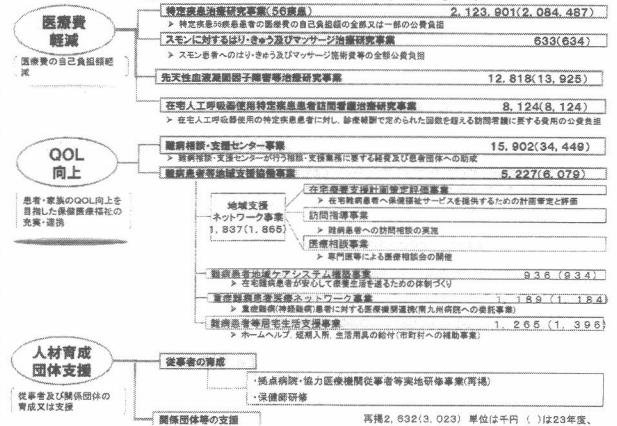 医療費
軽減
医療費の自己負担額軽
減
特定疾患治療研究事業(56疾患) 2,123,901(2,084,487)
➢ 特定疾患56疾患患者の医療費の自己負担額の全部又は一部の公費負担
スモンに対するはり・きゅう及びマッサージ治療研究事業 633(634)
➢ スモン患者へのはり・きゅう及びマッサージ施術費等の全額公費負担
先天性血液凝固因子障害等治療研究事業 12,818(13,925)
在宅人工呼吸器使用特定疾患患者訪問看護治療研究事業 8,124(8,124)
➢ 在宅人工呼吸器使用の特定疾患患者に対し，診療報酬で定められた回数を超える訪問看護に要する費用の公費負担
QOL
向上
患者・家族のQOL向上を
目指した保健医療福祉の
充実・連携
難病相談・支援センター事業 15,902(34,449)
➢ 難病相談・支援センターが行う相談・支援業務に要する経費及び患者団体への助成
難病患者等地域支援協働事業 5,227(6,079)
地域支援
ネットワーク事業
1,837(1,865)
在宅療養支援計画策定評価事業
➢ 在宅難病患者へ保健福祉サービスを提供するための計画策定と評価
訪問指導事業
➢ 難病患者への訪問相談の実施
医療相談事業
➢ 専門医等による医療相談会の開催
難病患者地域ケアシステム構築事業 936(934)
➢ 在宅難病患者が安心して療養生活を送るための体制づくり
重症難病患者医療ネットワーク事業 1,189(1,184)
➢ 重症難病(神経難病)患者に対する医療機関連携(南九州病院への委託事業)
難病患者等居宅生活支援事業 1,265(1,396)
➢ ホームヘルプ，短期入所，生活用具の給付(市町村への補助事業)
人材育成
団体支援
従事者及び関係団体の
育成又は支援
従事者の育成
・拠点病院・協力医療機関従事者等実地研修事業(再掲)
・保健師研修
関係団体等の支援
再掲2,632(3,023) 単位は千円 ( )は23年度、